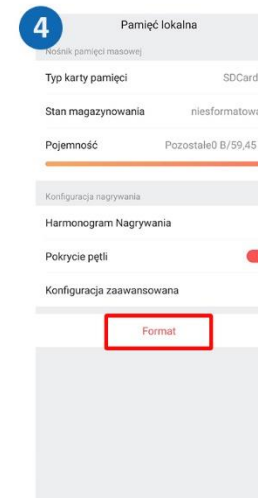 4
Pamięć lokalna
Nośnik pamięci masowej
Typ karty pamięci SDCard
Stan magazynowania niesformatowa
Pojemność Pozostałe0 B/59,45
Konfiguracja nagrywania
Harmonogram Nagrywania
Pokrycie pętli
Konfiguracja zaawansowana
Format